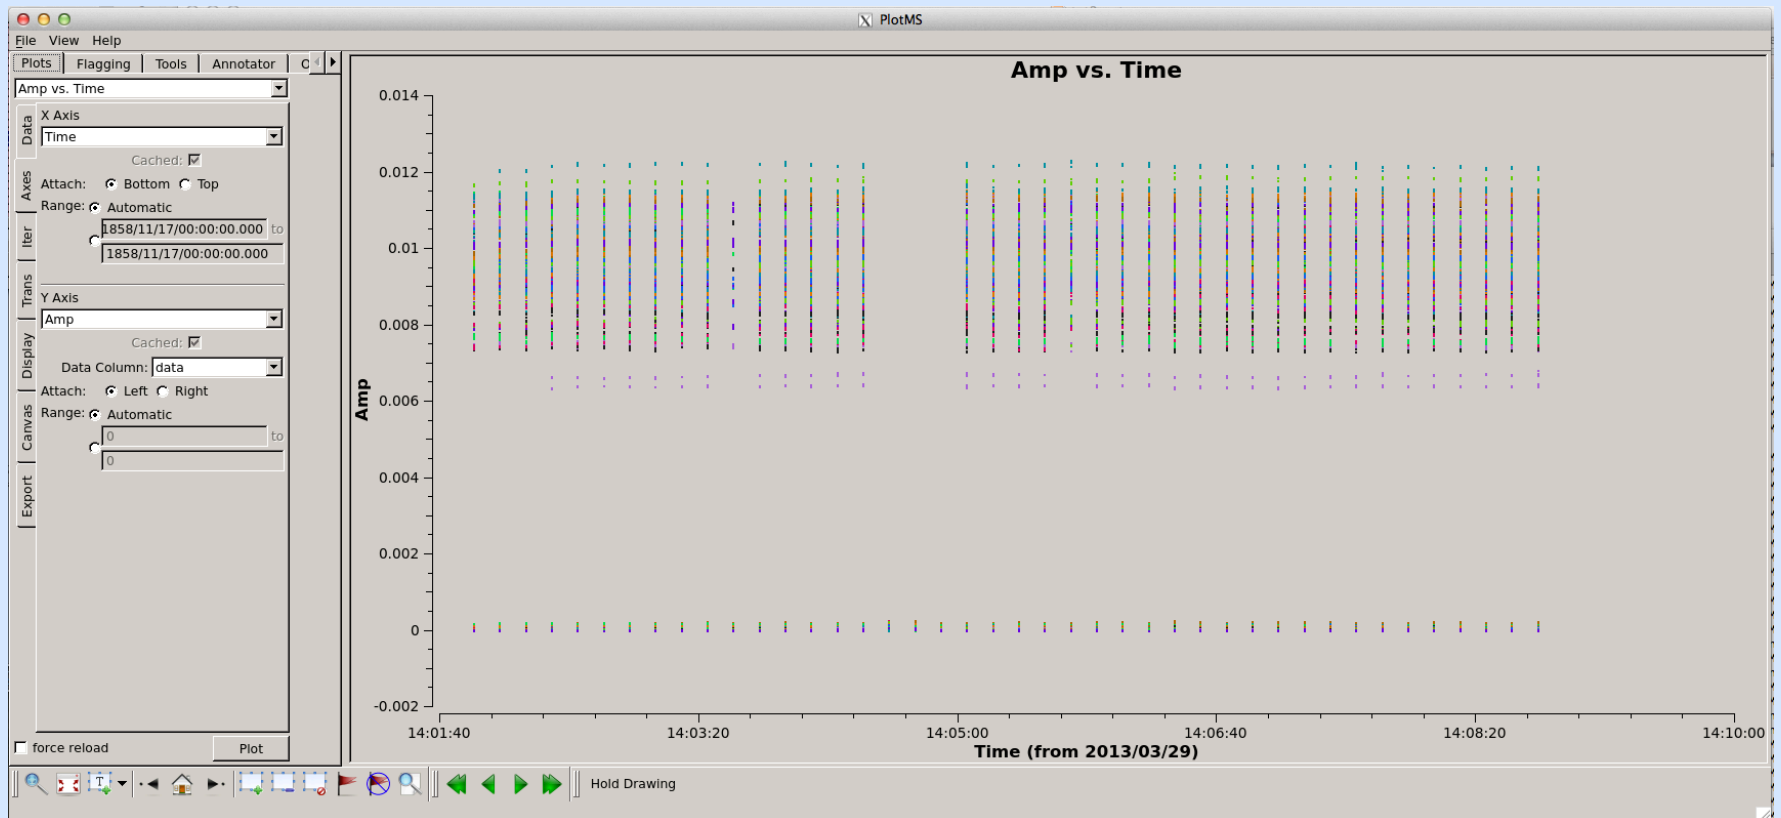 PlotMS
File View Help
Plots Flagging Tools Annotator
Amp vs. Time
Data
Axes
Iter
Trans
Display
Canvas
Export
X Axis
Time
Cached:
Attach: Bottom Top
Range: Automatic
1858/11/17/00:00:00.000 to
1858/11/17/00:00:00.000
Y Axis
Amp
Cached:
Data Column: data
Attach: Left Right
Range: Automatic
0 to
0
force reload Plot
Amp vs. Time
0.014
0.012
0.01
0.008
0.006
0.004
0.002
0
-0.002
Amp
14:01:40 14:03:20 14:05:00 14:06:40 14:08:20 14:10:00
Time (from 2013/03/29)
T
Hold Drawing